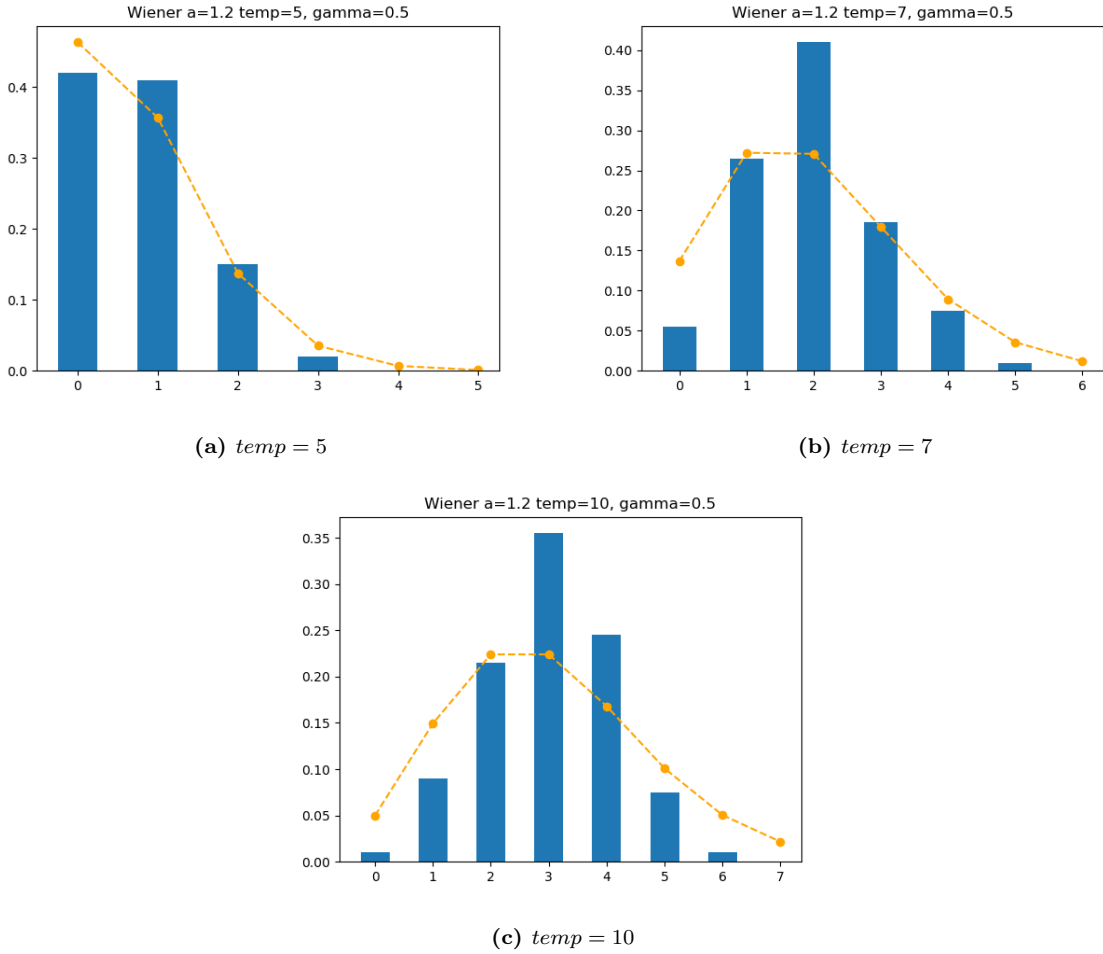 Wiener a=1.2 temp=5, gamma=0.5
0.4
0.3
0.2
0.1
0.0
0 1 2 3 4 5
(a) temp = 5
Wiener a=1.2 temp=7, gamma=0.5
0.40
0.35
0.30
0.25
0.20
0.15
0.10
0.05
0.00
0 1 2 3 4 5 6
(b) temp = 7
Wiener a=1.2 temp=10, gamma=0.5
0.35
0.30
0.25
0.20
0.15
0.10
0.05
0.00
0 1 2 3 4 5 6 7
(c) temp = 10